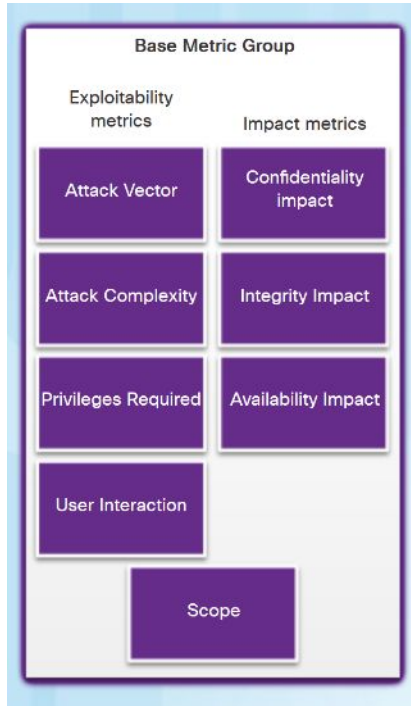 Base Metric Group
Exploitability
metrics
Impact metrics
Attack Vector
Confidentiality
impact
Attack Complexity
Integrity Impact
Privileges Required
Availability Impact
User Interaction
Scope